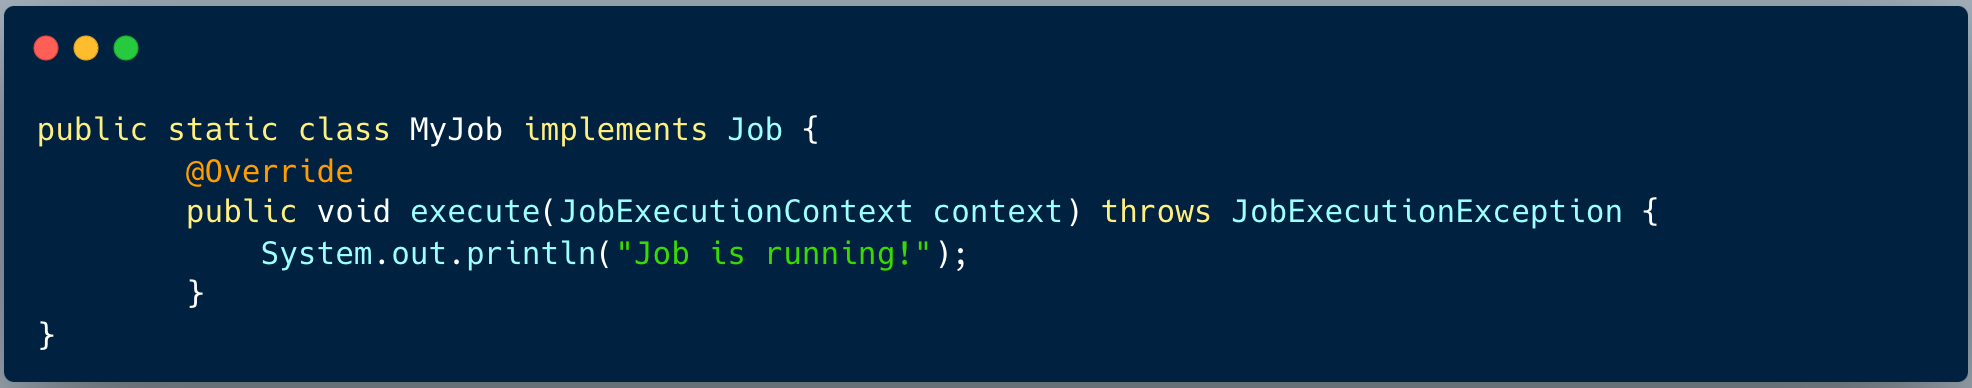 public static class MyJob implements Job {
        @Override
        public void execute(JobExecutionContext context) throws JobExecutionException {
            System.out.println("Job is running!");
        }
}